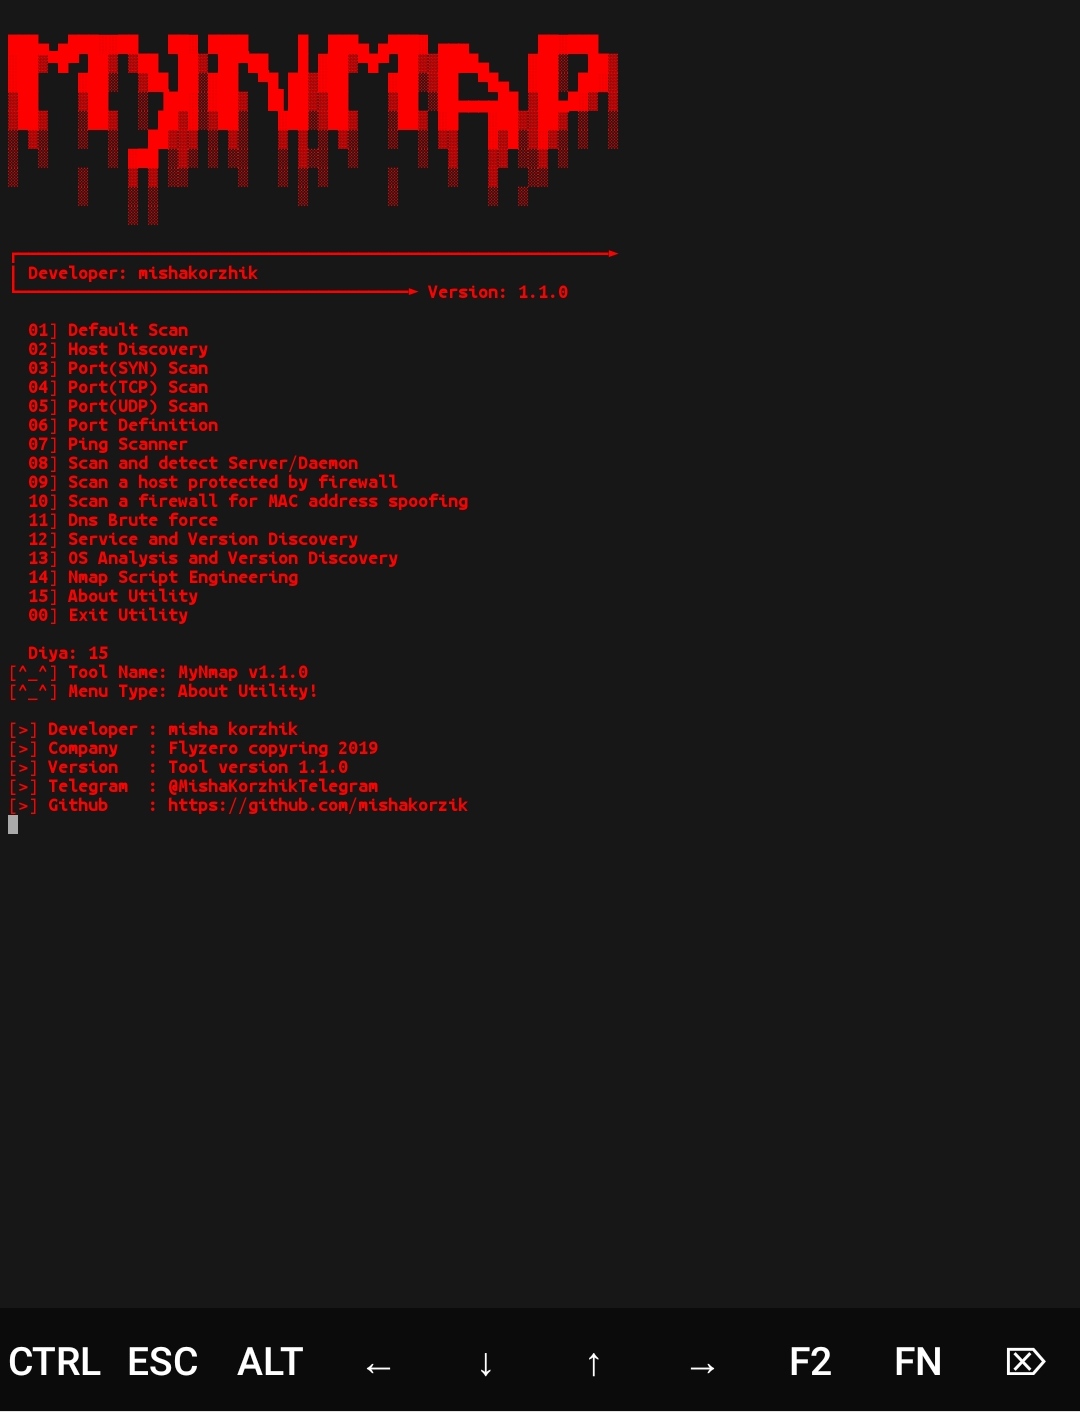 MYNMAP
Developer: mishakorzhik
Version: 1.1.0
01] Default Scan
02] Host Discovery
03] Port(SYN) Scan
04] Port(TCP) Scan
05] Port(UDP) Scan
06] Port Definition
07] Ping Scanner
08] Scan and detect Server/Daemon
09] Scan a host protected by firewall
10] Scan a firewall for MAC address spoofing
11] Dns Brute force
12] Service and Version Discovery
13] OS Analysis and Version Discovery
14] Nmap Script Engineering
15] About Utility
00] Exit Utility
Diya: 15
[^_^] Tool Name: MyNmap v1.1.0
[^_^] Menu Type: About Utility!
[>] Developer : misha korzhik
[>] Company   : Flyzero copyring 2019
[>] Version   : Tool version 1.1.0
[>] Telegram  : @MishaKorzhikTelegram
[>] Github    : https://github.com/mishakorzik
CTRL ESC ALT ← ↓ ↑ → F2 FN ⌦